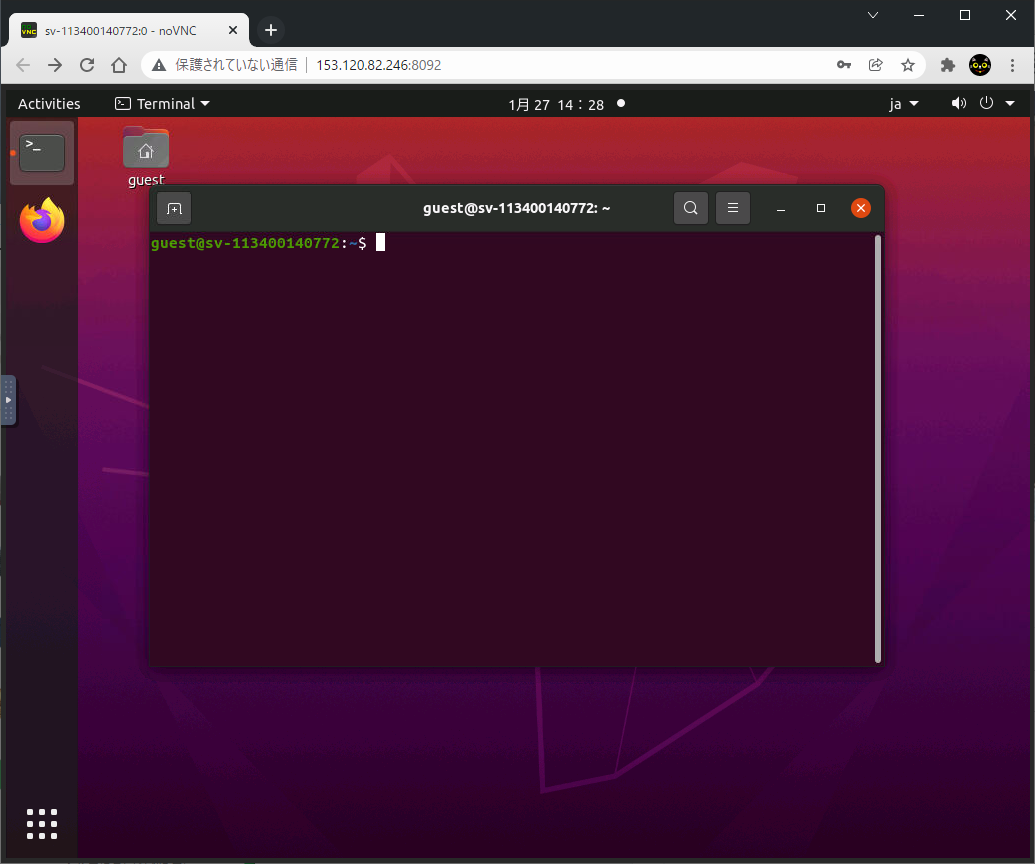 sv-113400140772:0 - noVNC
保護されていない通信 153.120.82.246:8092
Activities Terminal 1月 27 14：28 ja
guest
guest@sv-113400140772: ~
guest@sv-113400140772:~$